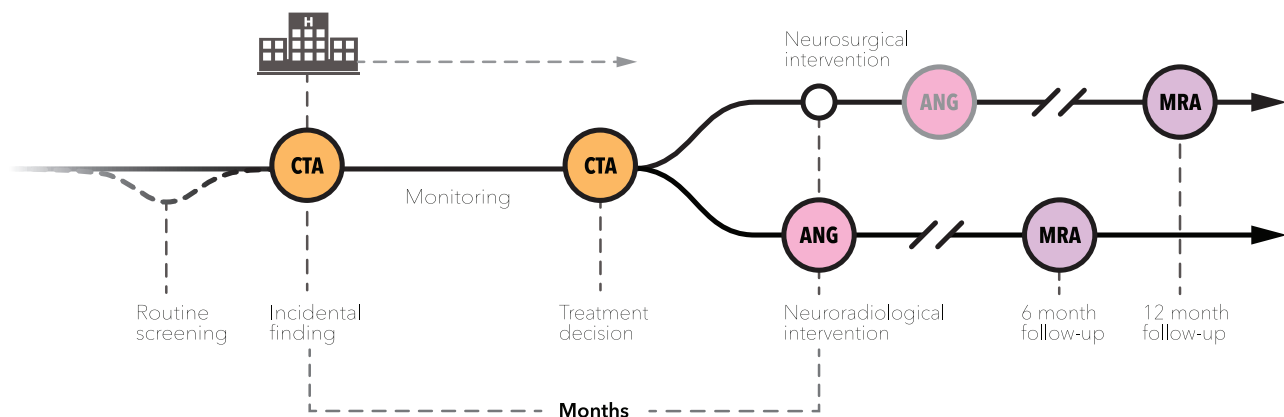 H
Neurosurgical
intervention
ANG
MRA
CTA
CTA
Monitoring
ANG
MRA
Routine
screening
Incidental
finding
Treatment
decision
Neuroradiological
intervention
6 month
follow-up
12 month
follow-up
Months